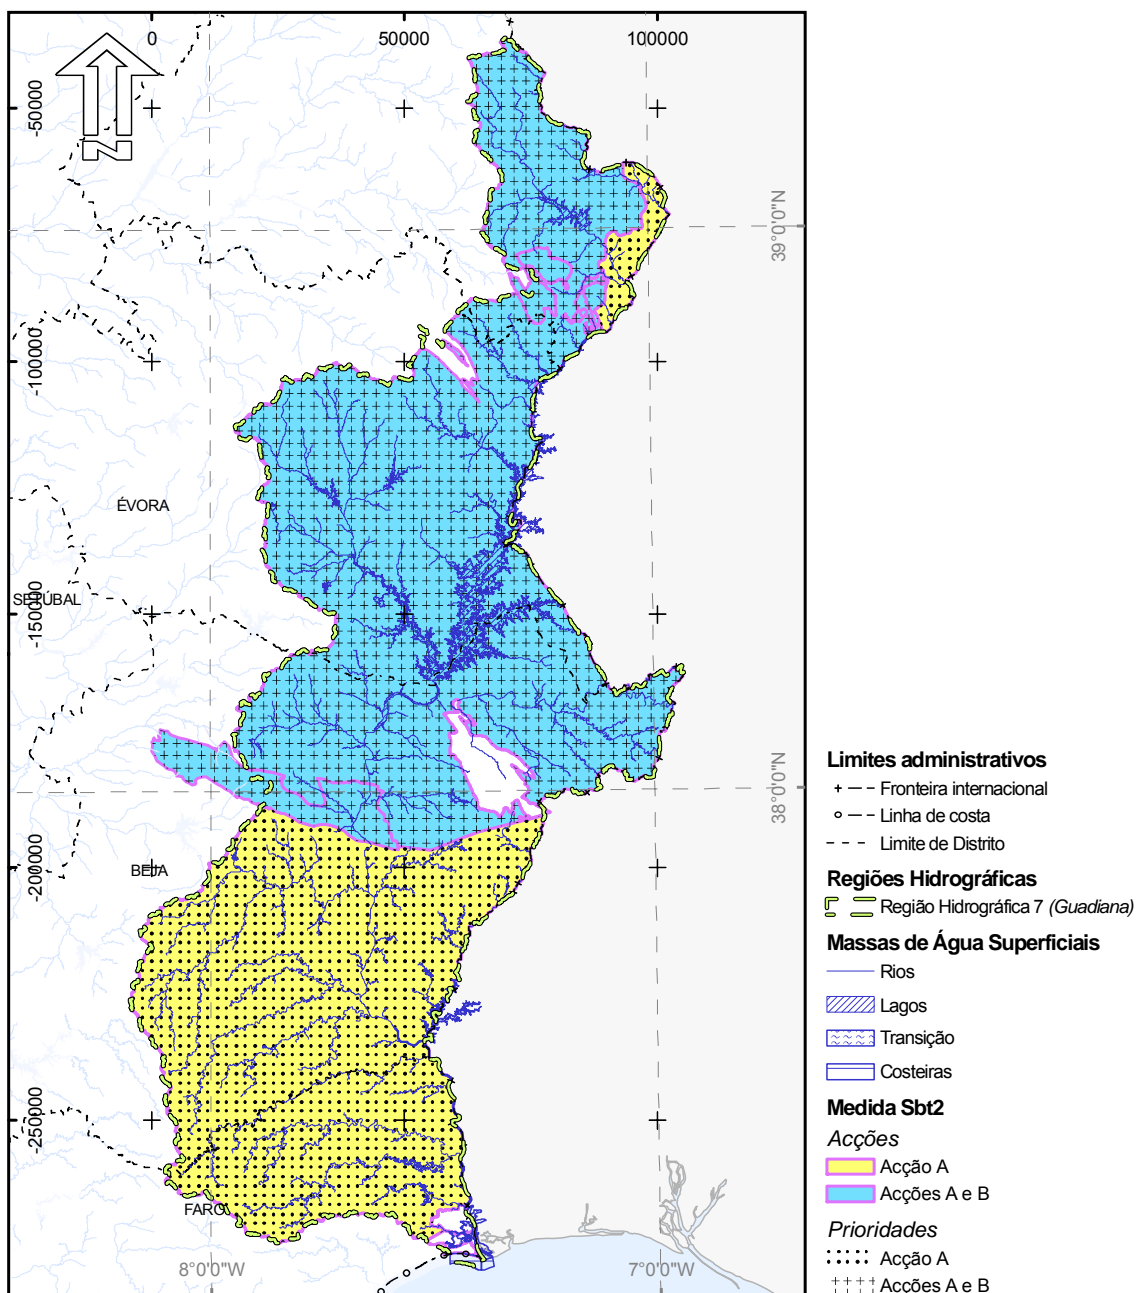 0
50000
100000
N
-50000
39°0'0"N
-100000
ÉVORA
-150000
SETÚBAL
38°0'0"N
-200000
BEJA
-250000
FARO
8°0'0"W
7°0'0"W
Limites administrativos
Fronteira internacional
Linha de costa
Limite de Distrito
Regiões Hidrográficas
Região Hidrográfica 7 (Guadiana)
Massas de Água Superficiais
Rios
Lagos
Transição
Costeiras
Medida Sbt2
Acções
Acção A
Acções A e B
Prioridades
Acção A
Acções A e B